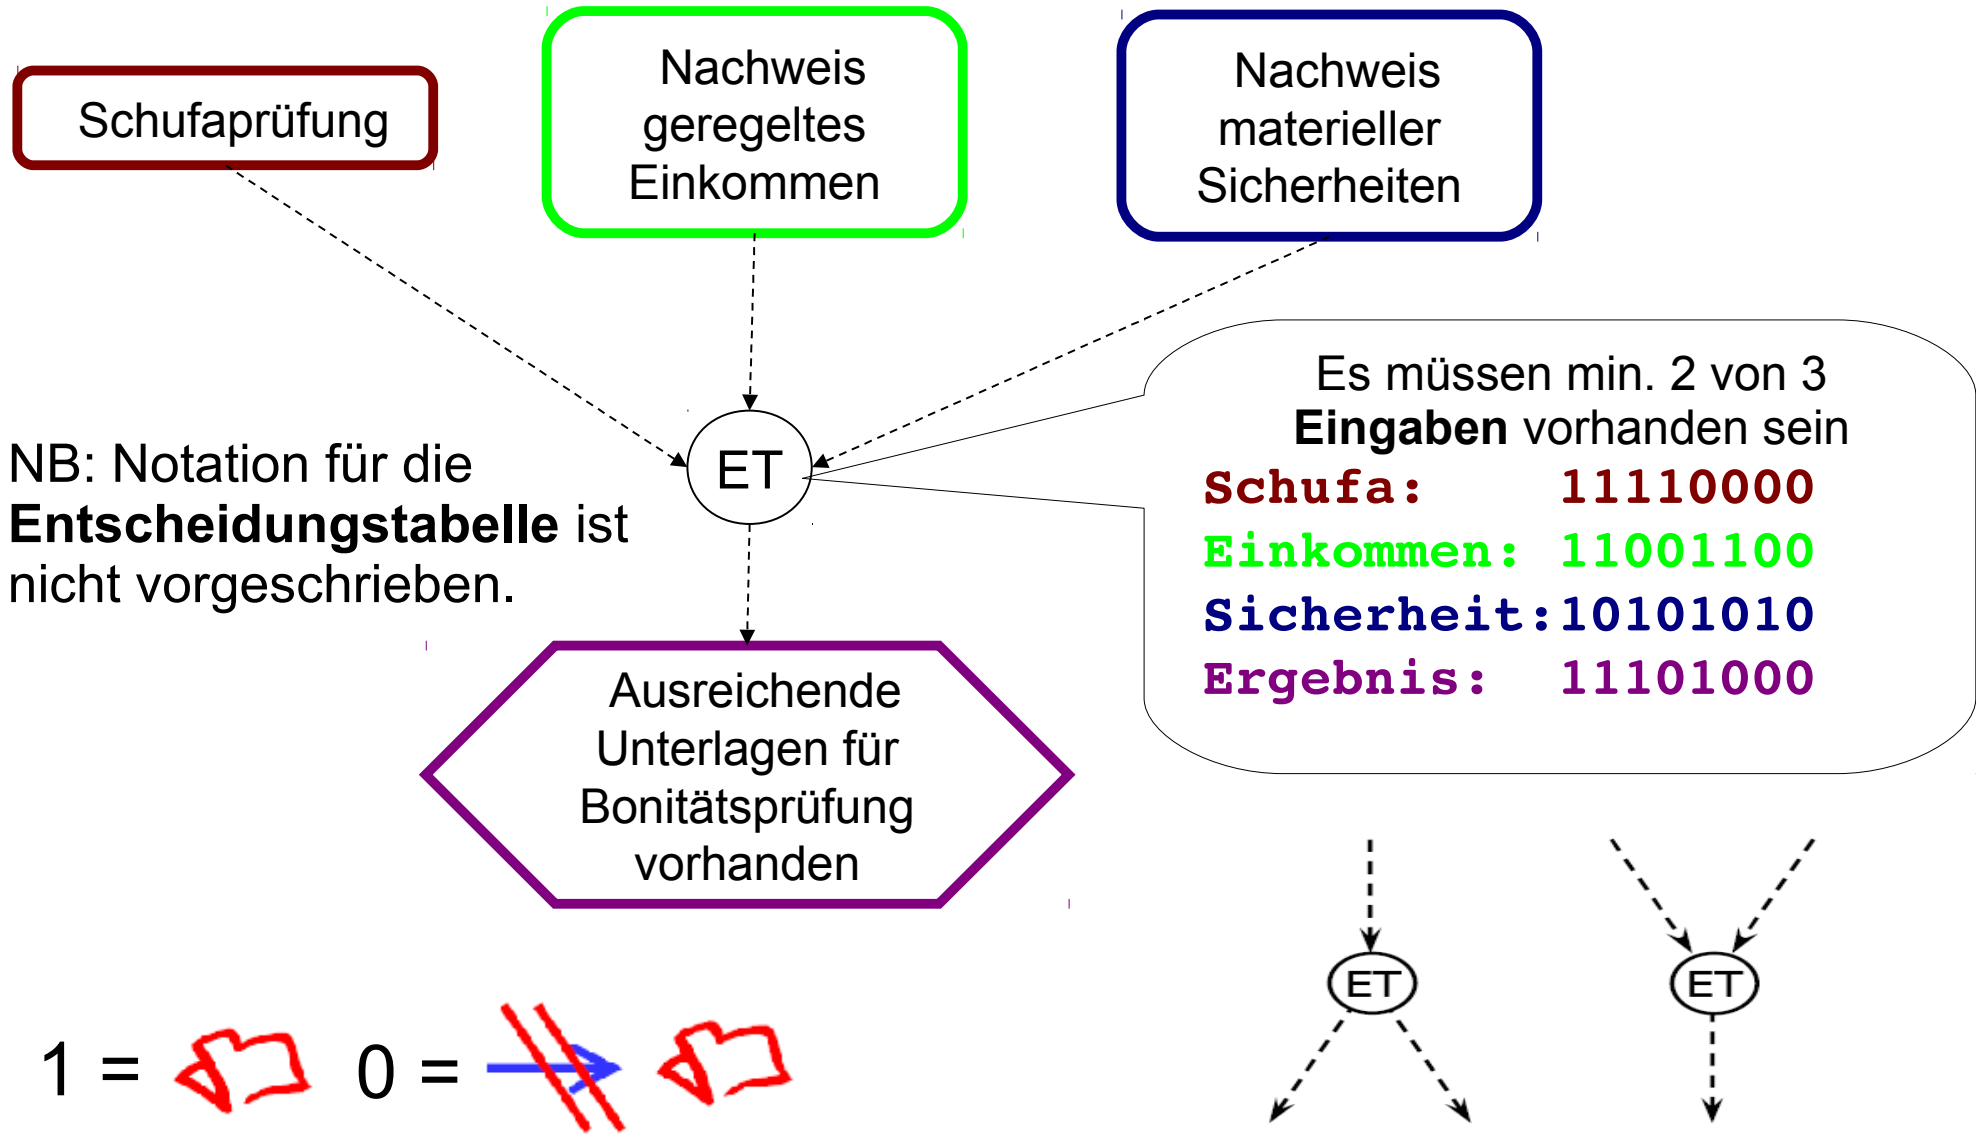 Schufaprüfung
Nachweis
geregeltes
Einkommen
Nachweis
materieller
Sicherheiten
ET
Es müssen min. 2 von 3
Eingaben vorhanden sein
Schufa: 11110000
Einkommen: 11001100
Sicherheit:10101010
Ergebnis: 11101000
NB: Notation für die
Entscheidungstabelle ist
nicht vorgeschrieben.
Ausreichende
Unterlagen für
Bonitätsprüfung
vorhanden
ET
ET
1 =
0 =